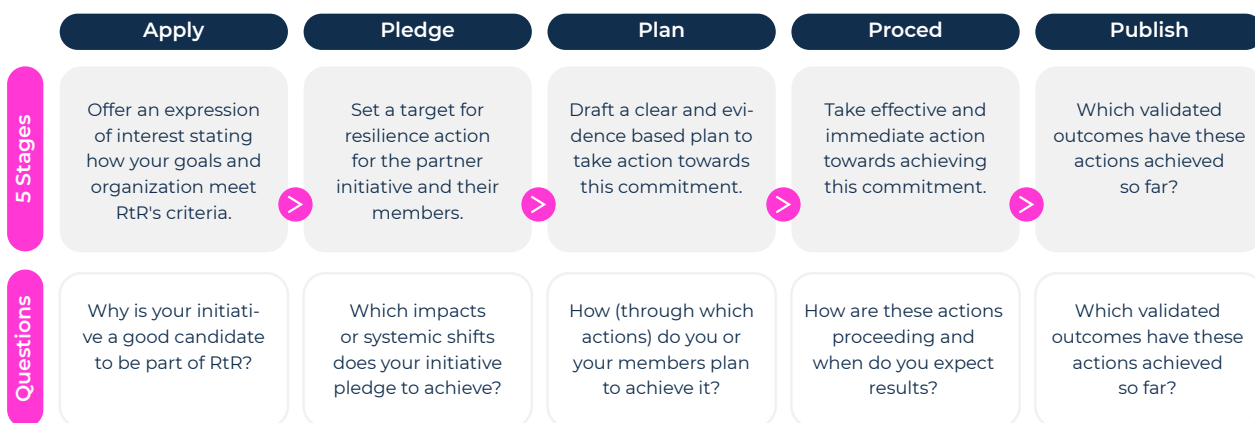 Apply
Pledge
Plan
Proced
Publish
5 Stages
Offer an expression
of interest stating
how your goals and
organization meet
RtR's criteria.
Set a target for
resilience action
for the partner
initiative and their
members.
Draft a clear and evi-
dence based plan to
take action towards
this commitment.
Take effective and
immediate action
towards achieving
this commitment.
Which validated
outcomes have these
actions achieved
so far?
Questions
Why is your initiati-
ve a good candidate
to be part of RtR?
Which impacts
or systemic shifts
does your initiative
pledge to achieve?
How (through which
actions) do you or
your members plan
to achieve it?
How are these actions
proceeding and
when do you expect
results?
Which validated
outcomes have these
actions achieved
so far?